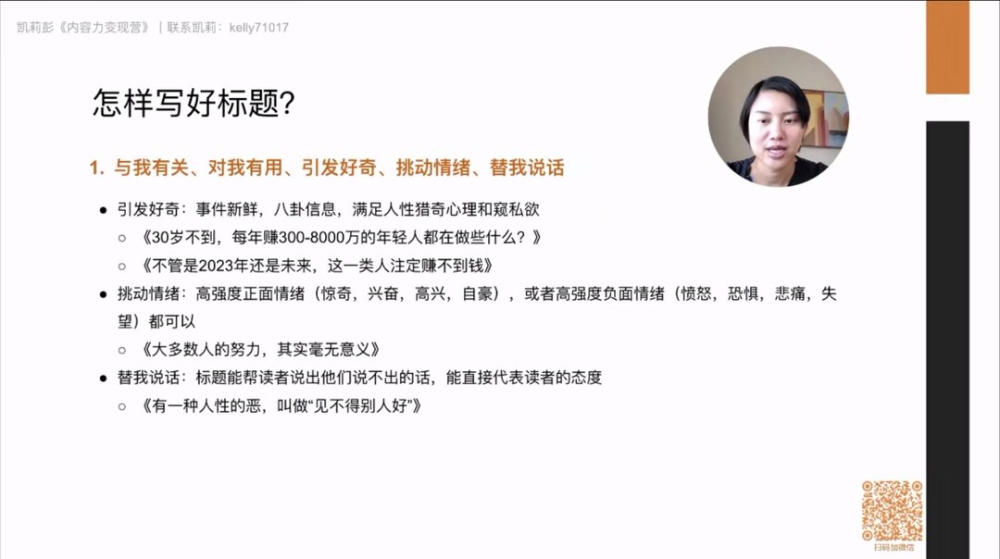 凯莉彭《内容力变现营》｜联系凯莉：kelly71017
怎样写好标题？
1. 与我有关、对我有用、引发好奇、挑动情绪、替我说话
● 引发好奇：事件新鲜，八卦信息，满足人性猎奇心理和窥私欲
○ 《30岁不到，每年赚300-8000万的年轻人都在做些什么？》
○ 《不管是2023年还是未来，这一类人注定赚不到钱》
● 挑动情绪：高强度正面情绪（惊奇，兴奋，高兴，自豪），或者高强度负面情绪（愤怒，恐惧，悲痛，失
望）都可以
○ 《大多数人的努力，其实毫无意义》
● 替我说话：标题能帮读者说出他们说不出的话，能直接代表读者的态度
○ 《有一种人性的恶，叫做“见不得别人好”》
扫码加微信